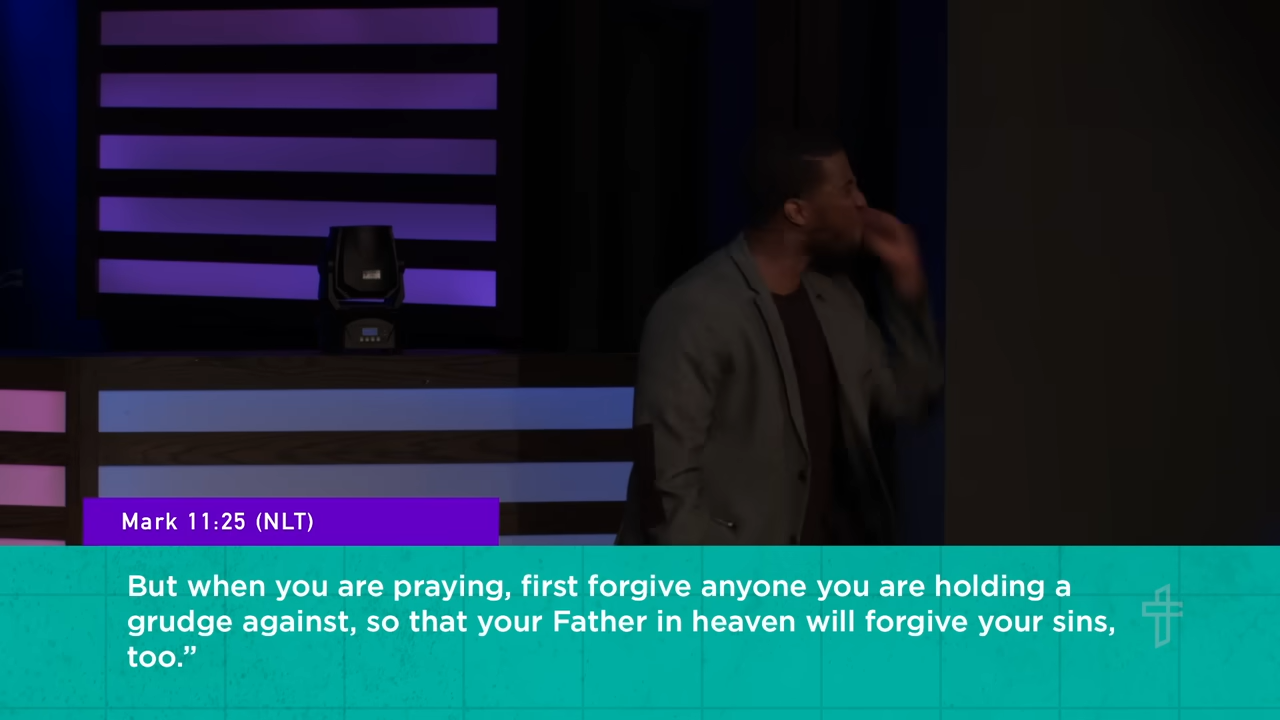 Mark 11:25 (NLT)
But when you are praying, first forgive anyone you are holding a
grudge against, so that your Father in heaven will forgive your sins,
too.”